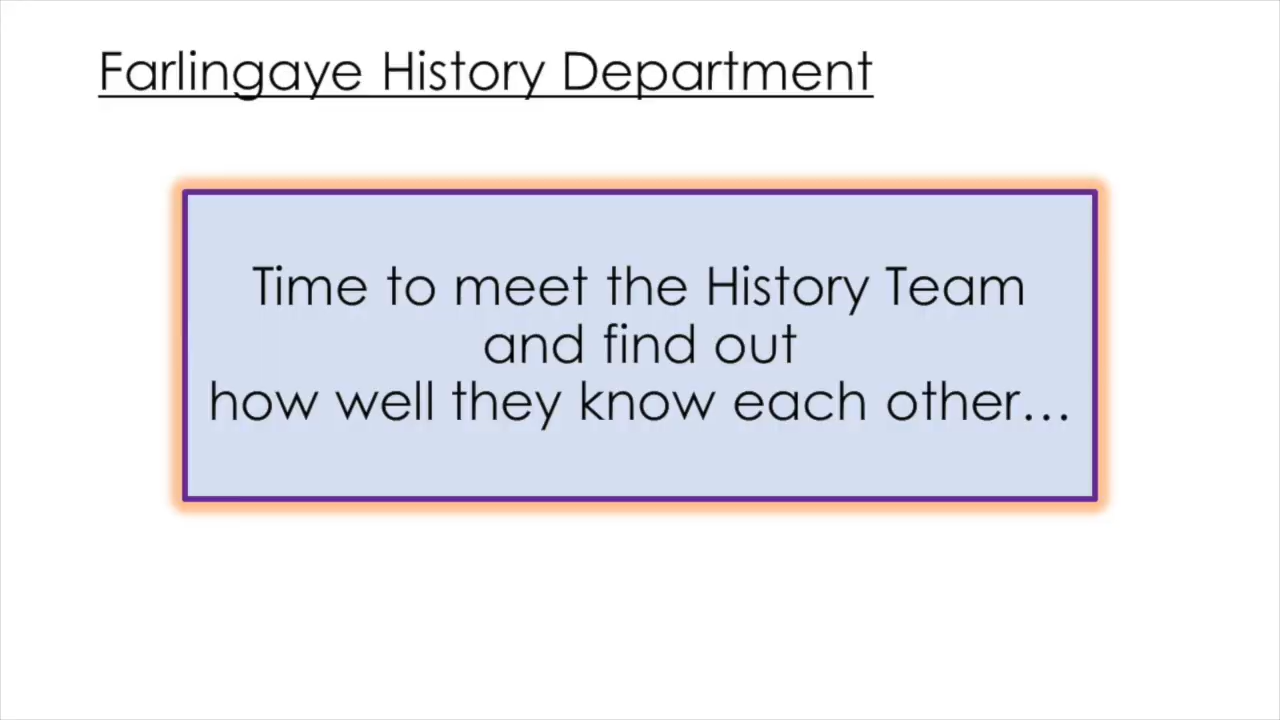 Farlingaye History Department
Time to meet the History Team
and find out
how well they know each other…